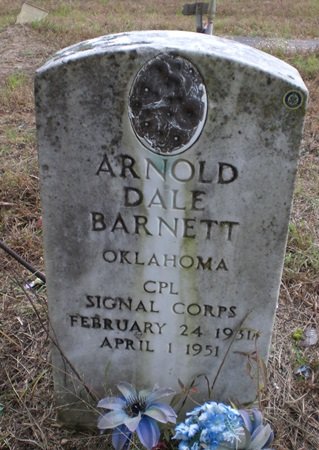 ARNOLD
DALE
BARNETT
OKLAHOMA
CPL
SIGNAL CORPS
FEBRUARY 24 1931
APRIL 1 1951